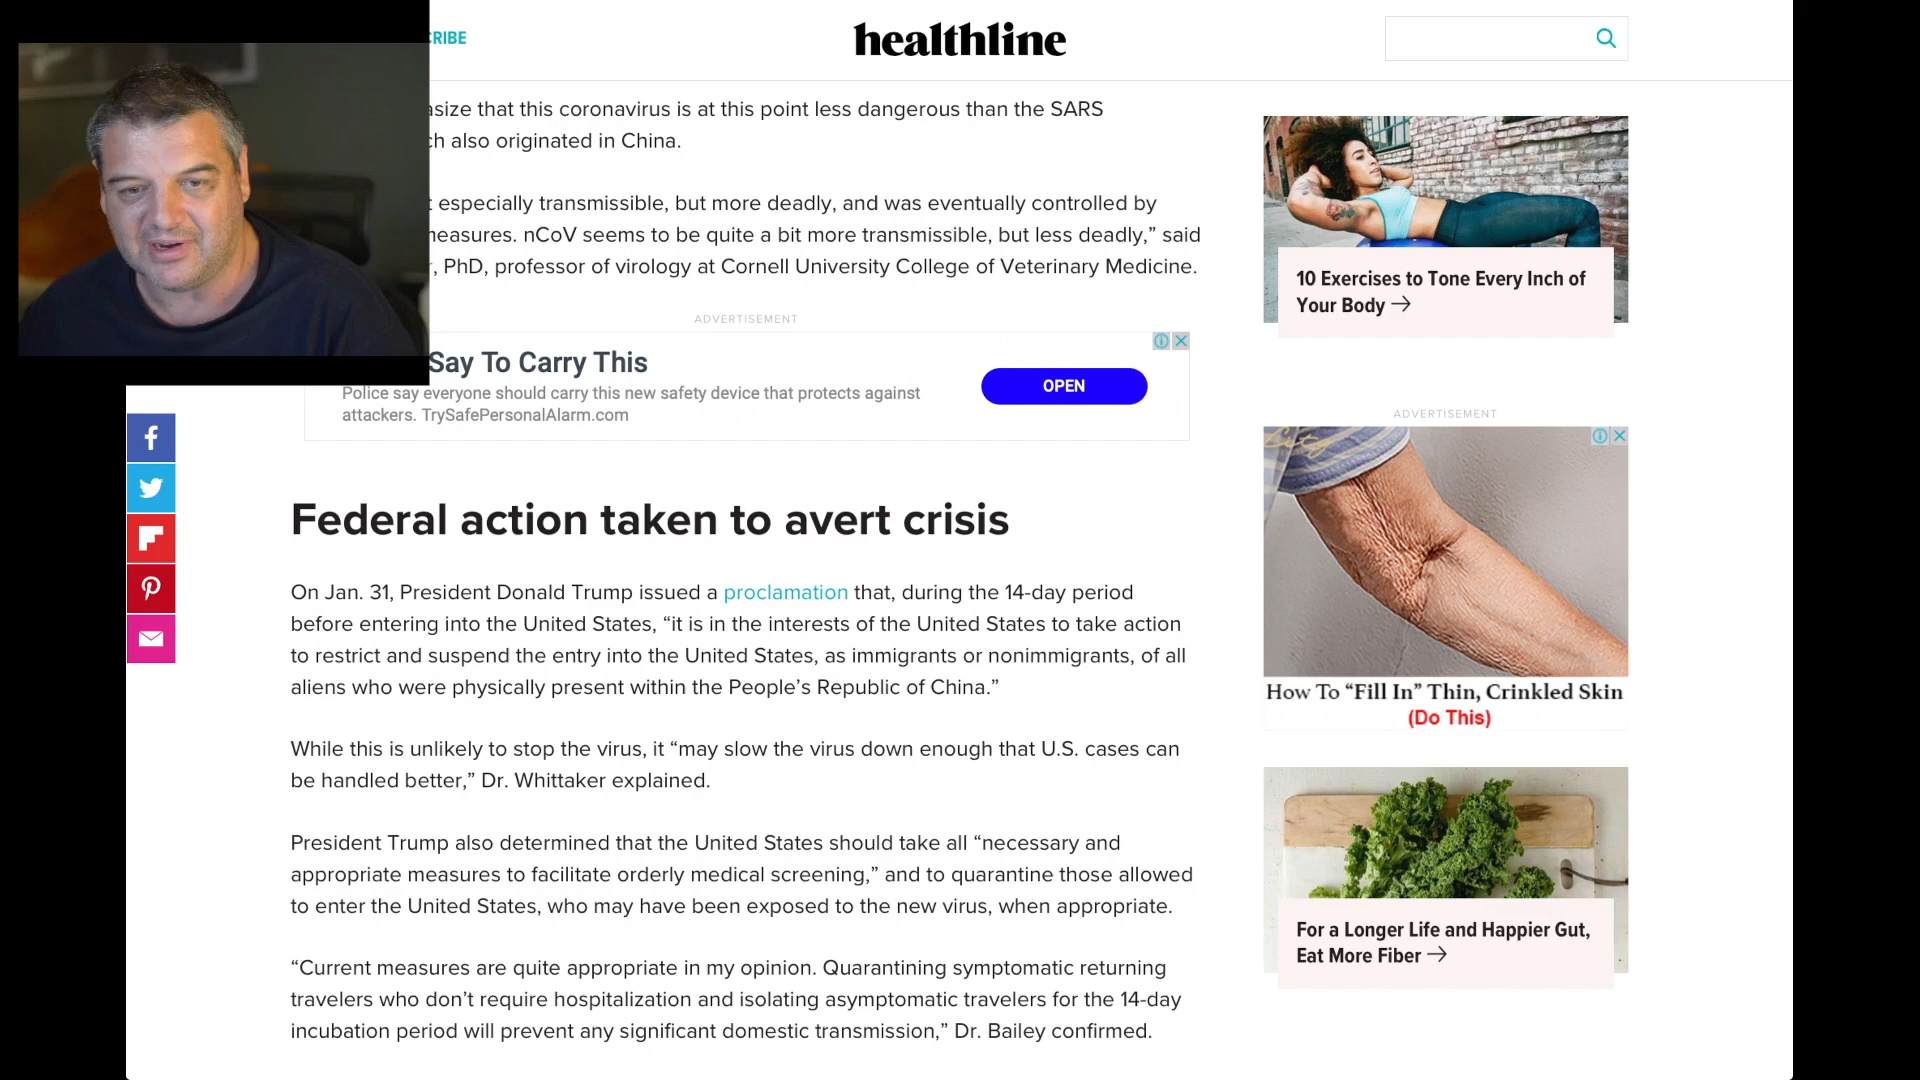 CRIBE
healthline
asize that this coronavirus is at this point less dangerous than the SARS
ch also originated in China.
especially transmissible, but more deadly, and was eventually controlled by
measures. nCoV seems to be quite a bit more transmissible, but less deadly,” said
, PhD, professor of virology at Cornell University College of Veterinary Medicine.
ADVERTISEMENT
Say To Carry This
Police say everyone should carry this new safety device that protects against
attackers. TrySafePersonalAlarm.com
OPEN
Federal action taken to avert crisis
On Jan. 31, President Donald Trump issued a proclamation that, during the 14-day period
before entering into the United States, “it is in the interests of the United States to take action
to restrict and suspend the entry into the United States, as immigrants or nonimmigrants, of all
aliens who were physically present within the People’s Republic of China.”
While this is unlikely to stop the virus, it “may slow the virus down enough that U.S. cases can
be handled better,” Dr. Whittaker explained.
President Trump also determined that the United States should take all “necessary and
appropriate measures to facilitate orderly medical screening,” and to quarantine those allowed
to enter the United States, who may have been exposed to the new virus, when appropriate.
“Current measures are quite appropriate in my opinion. Quarantining symptomatic returning
travelers who don’t require hospitalization and isolating asymptomatic travelers for the 14-day
incubation period will prevent any significant domestic transmission,” Dr. Bailey confirmed.
10 Exercises to Tone Every Inch of
Your Body →
ADVERTISEMENT
How To “Fill In” Thin, Crinkled Skin
(Do This)
For a Longer Life and Happier Gut,
Eat More Fiber →